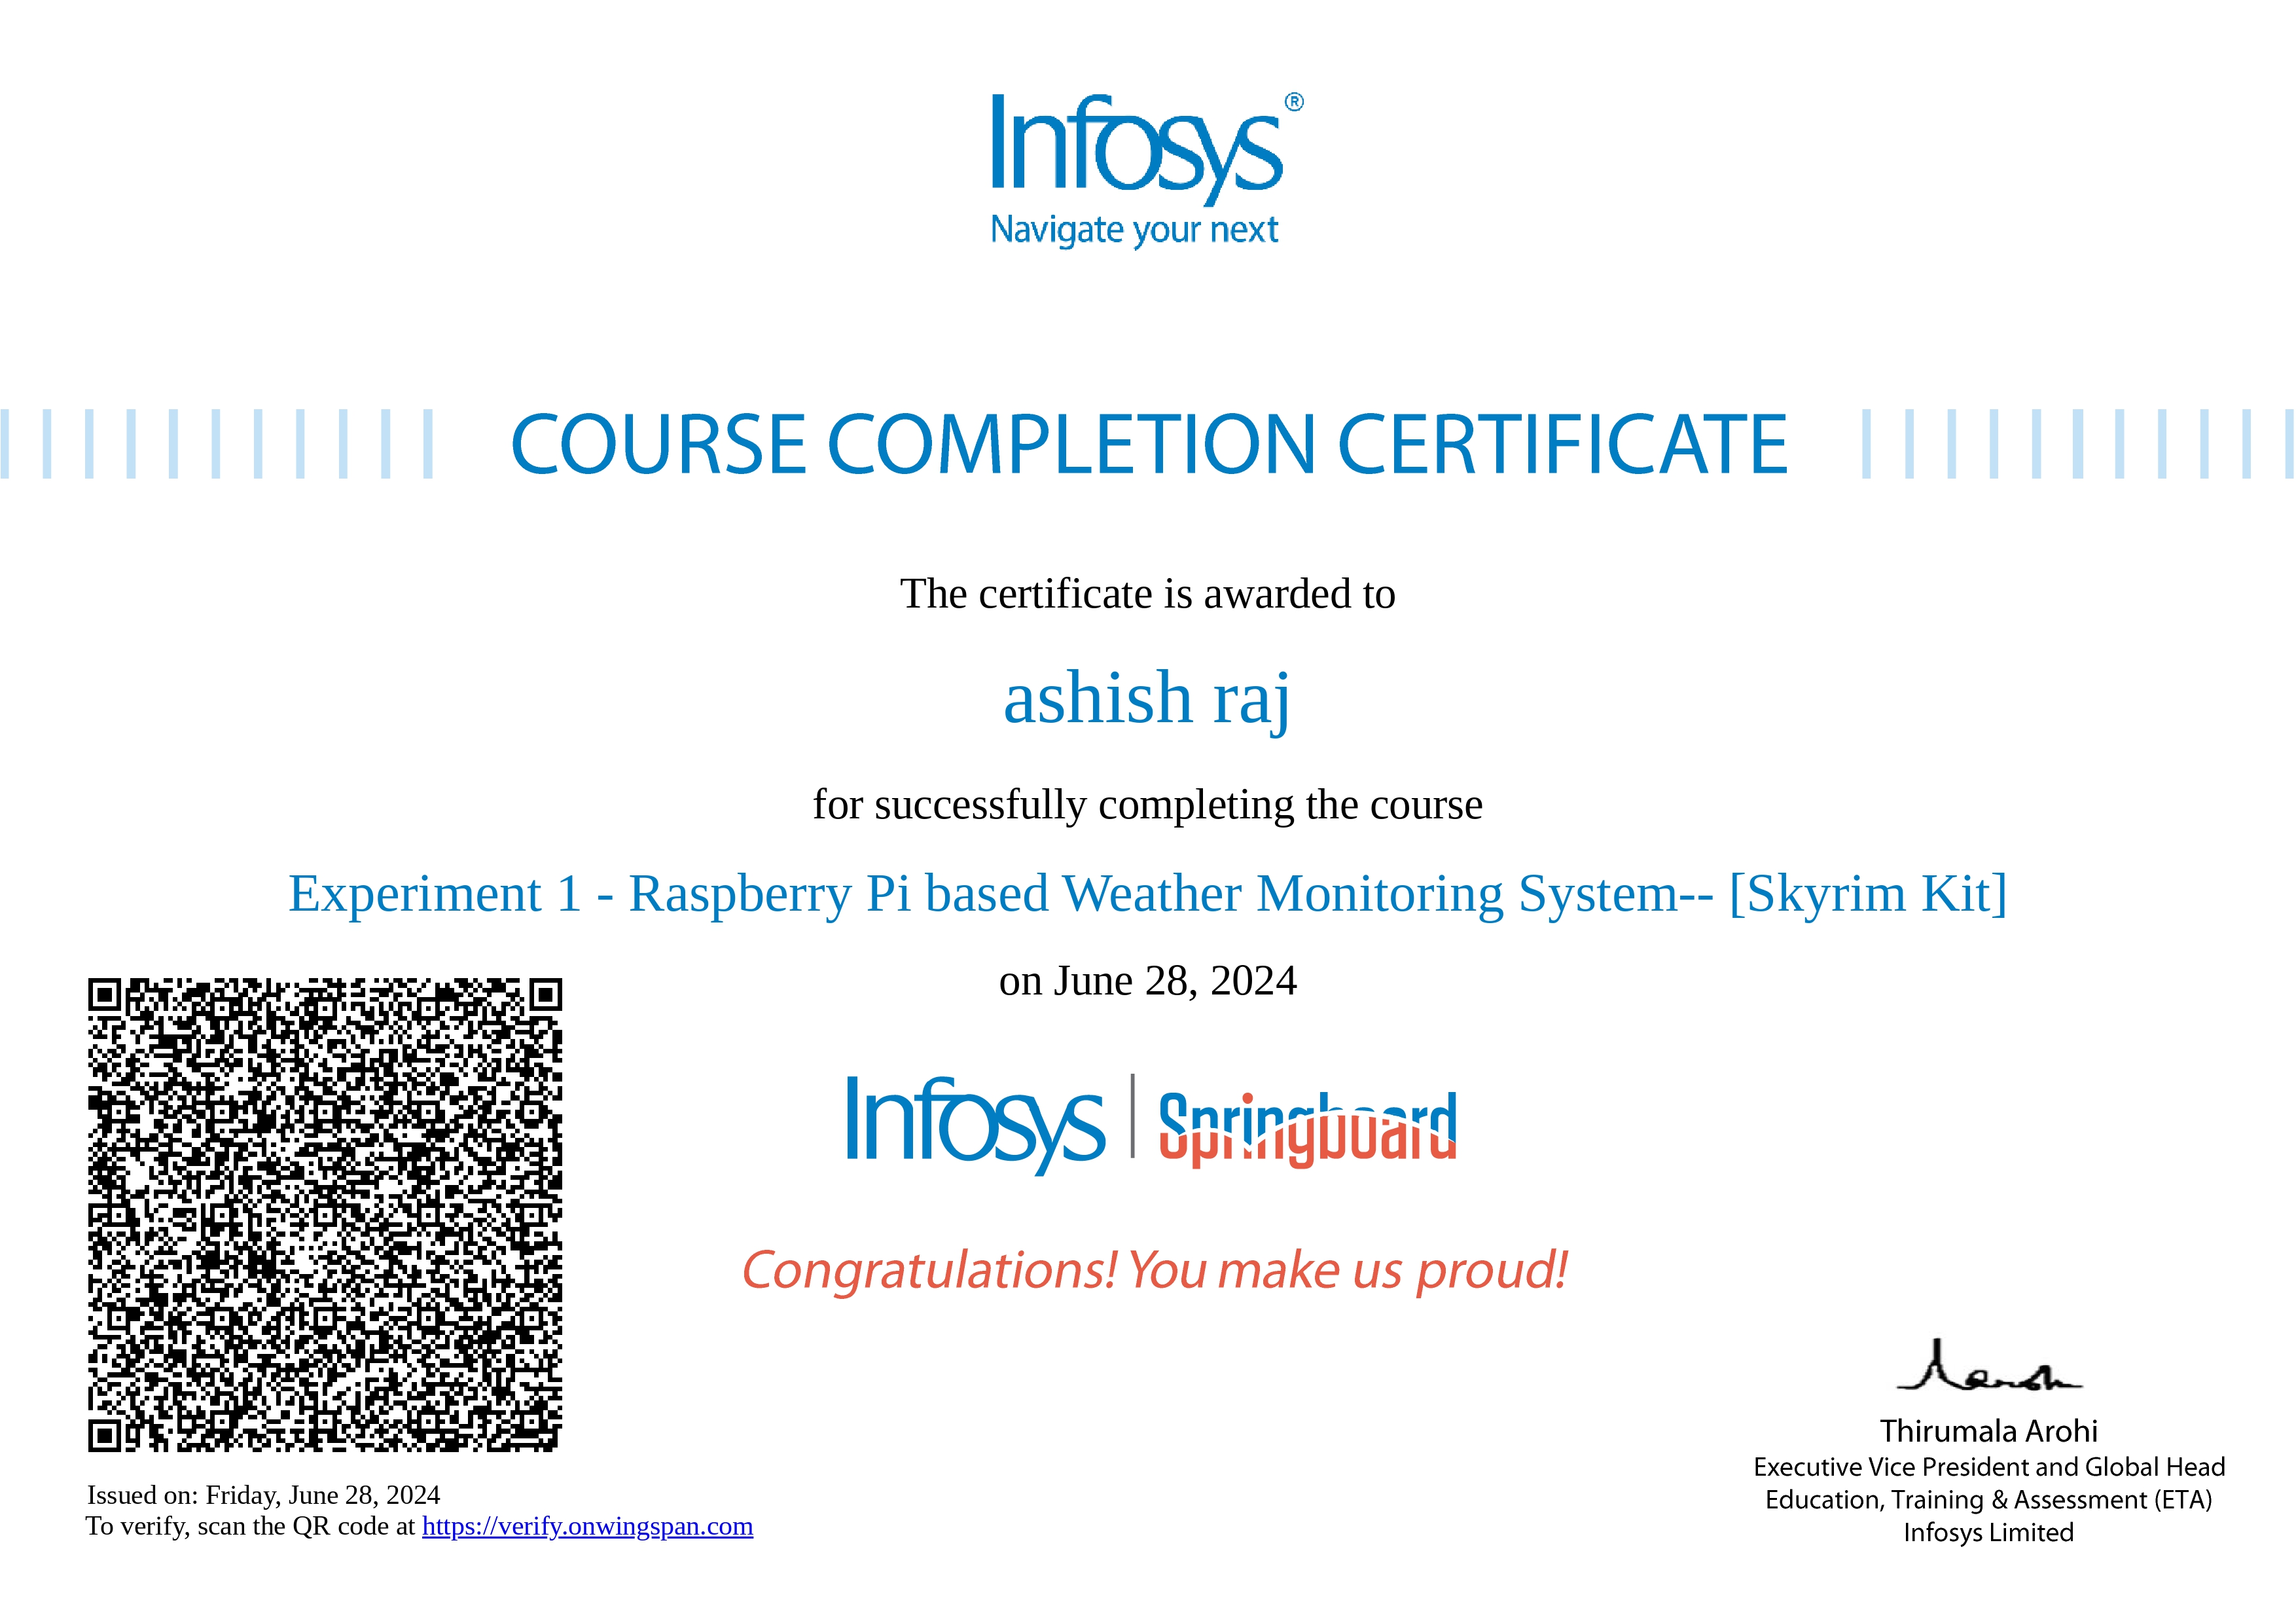 Infosys®
Navigate your next
COURSE COMPLETION CERTIFICATE
The certificate is awarded to
ashish raj
for successfully completing the course
Experiment 1 - Raspberry Pi based Weather Monitoring System-- [Skyrim Kit]
on June 28, 2024
Infosys | Springboard
Congratulations! You make us proud!
Thirumala Arohi
Executive Vice President and Global Head
Education, Training & Assessment (ETA)
Infosys Limited
Issued on: Friday, June 28, 2024
To verify, scan the QR code at https://verify.onwingspan.com